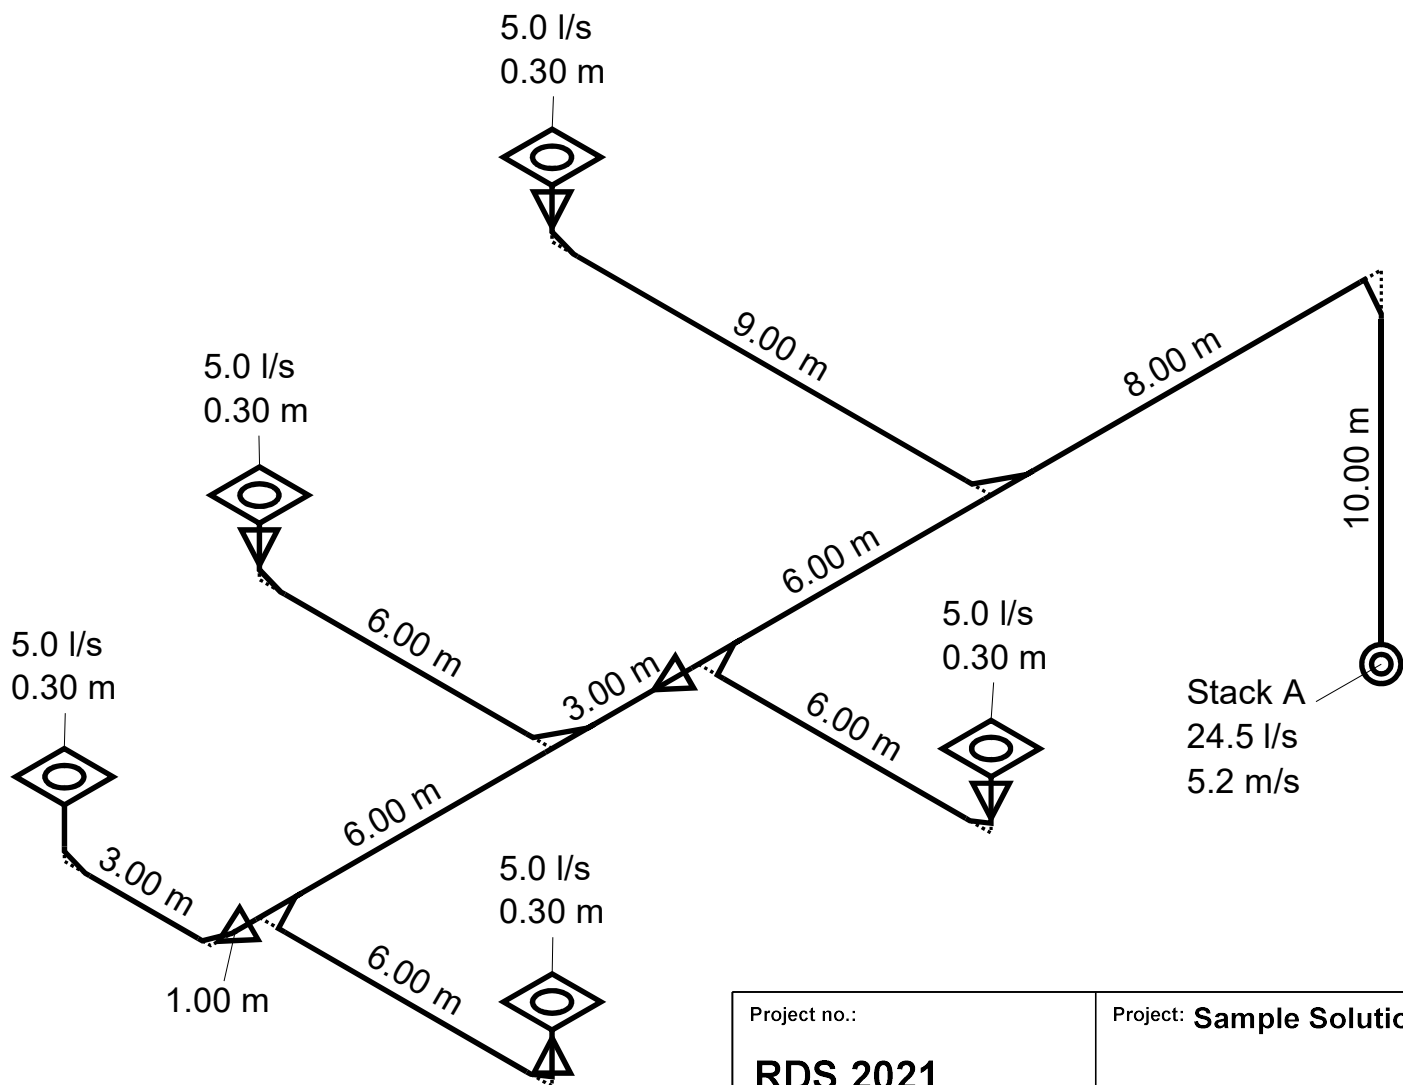 5.0 l/s
0.30 m
9.00 m
8.00 m
5.0 l/s
0.30 m
10.00 m
6.00 m
6.00 m
5.0 l/s
0.30 m
5.0 l/s
0.30 m
3.00 m
6.00 m
Stack A
24.5 l/s
5.2 m/s
6.00 m
3.00 m
5.0 l/s
0.30 m
6.00 m
1.00 m
Project no.:
Project: Sample Solutio
RDS 2021